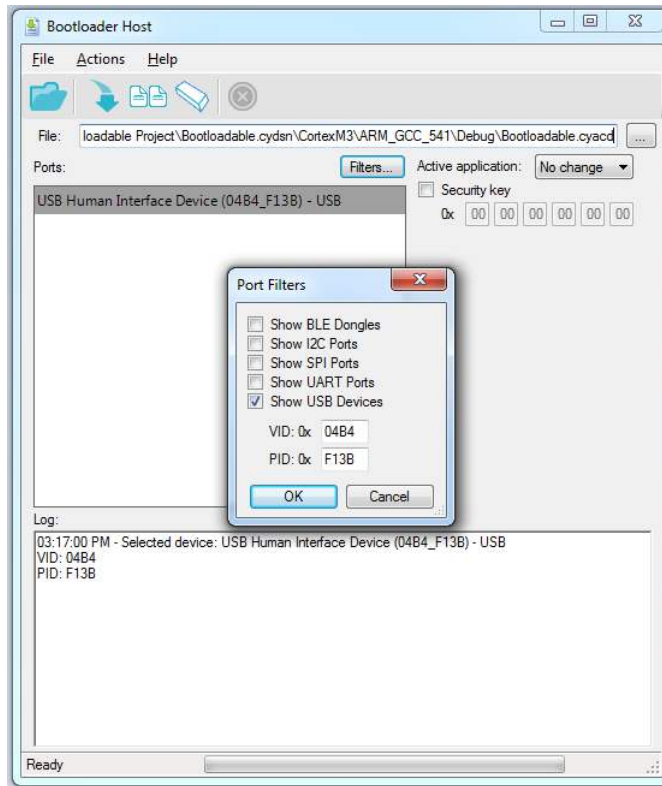 Bootloader Host
File Actions Help
File: loadable Project\Bootloadable.cydsn\CortexM3\ARM_GCC_541\Debug\Bootloadable.cyacd ...
Ports: Filters... Active application: No change
USB Human Interface Device (04B4_F13B) - USB
Security key
0x 00 00 00 00 00 00
Port Filters
Show BLE Dongles
Show I2C Ports
Show SPI Ports
Show UART Ports
Show USB Devices
VID: 0x 04B4
PID: 0x F13B
OK Cancel
Log:
03:17:00 PM - Selected device: USB Human Interface Device (04B4_F13B) - USB
VID: 04B4
PID: F13B
Ready